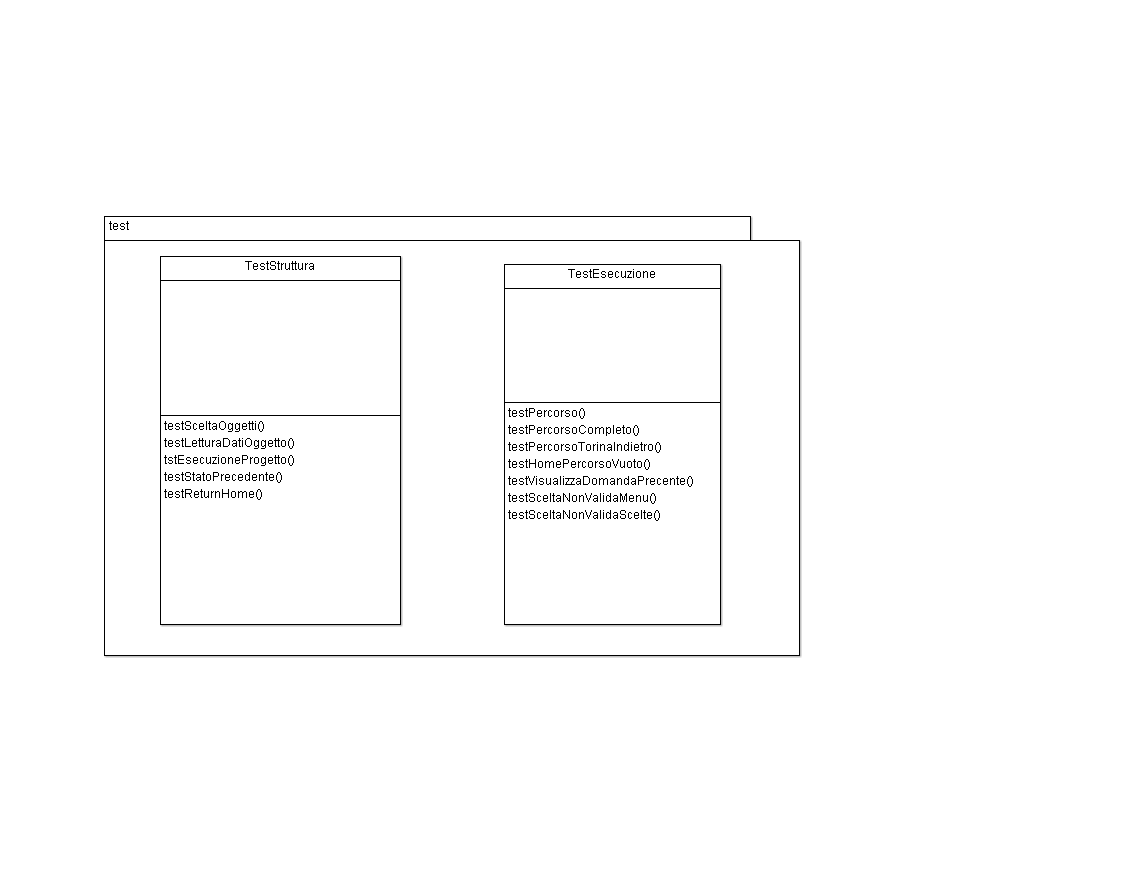 test
TestStruttura
testSceltaOggetti()
testLetturaDatiOggetto()
tstEsecuzioneProgetto()
testStatoPrecedente()
testReturnHome()
TestEsecuzione
testPercorso()
testPercorsoCompleto()
testPercorsoTorinaIndietro()
testHomePercorsoVuoto()
testVisualizzaDomandaPrecente()
testSceltaNonValidaMenu()
testSceltaNonValidaScelte()